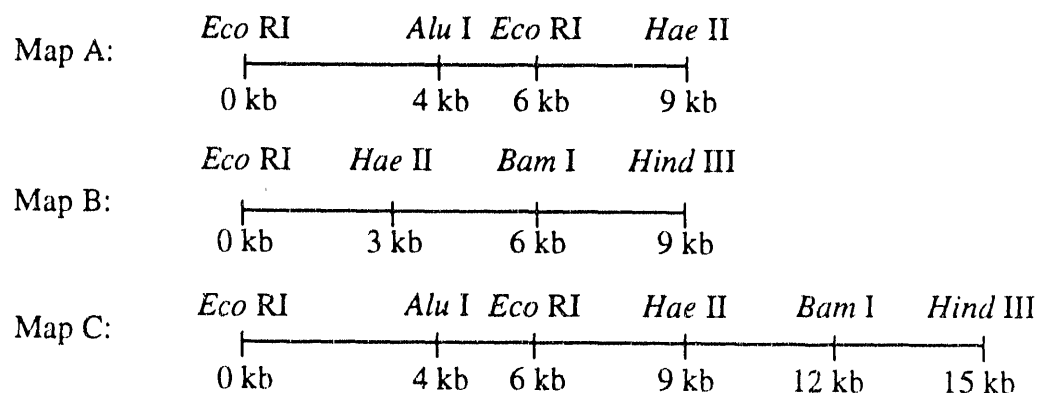 Eco RI Alu I Eco RI Hae II
Map A:
0 kb 4 kb 6 kb 9 kb
Eco RI Hae II Bam I Hind III
Map B:
0 kb 3 kb 6 kb 9 kb
Eco RI Alu I Eco RI Hae II Bam I Hind III
Map C:
0 kb 4 kb 6 kb 9 kb 12 kb 15 kb